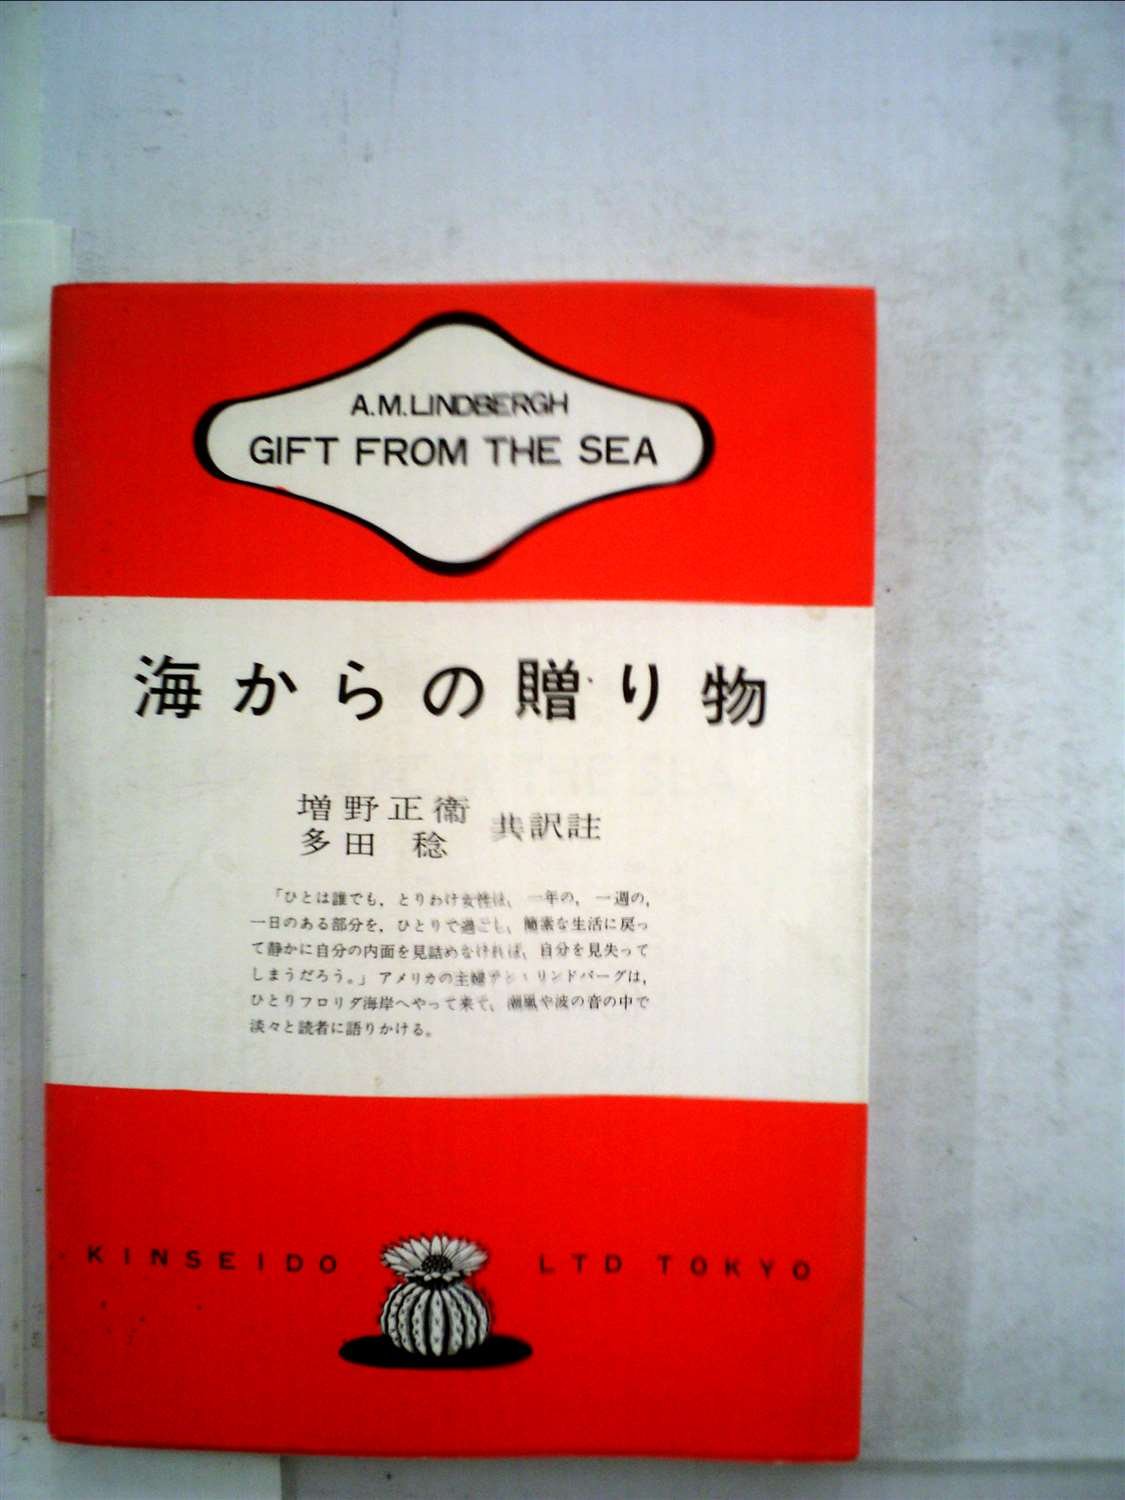 A.M.LINDBERGH
GIFT FROM THE SEA
海からの贈り物
増野正衞
多田 稔
共訳註
「ひとは誰でも，とりわけ女性は，一年の，一週の，
一日のある部分を，ひとりで過ごし，簡素な生活に戻っ
て静かに自分の内面を見詰めなければ，自分を見失って
しまうだろう。」アメリカの主婦アン・リンドバーグは，
ひとりフロリダ海岸へやって来て，潮風や波の音の中で
淡々と読者に語りかける。
KINSEIDO LTD TOKYO